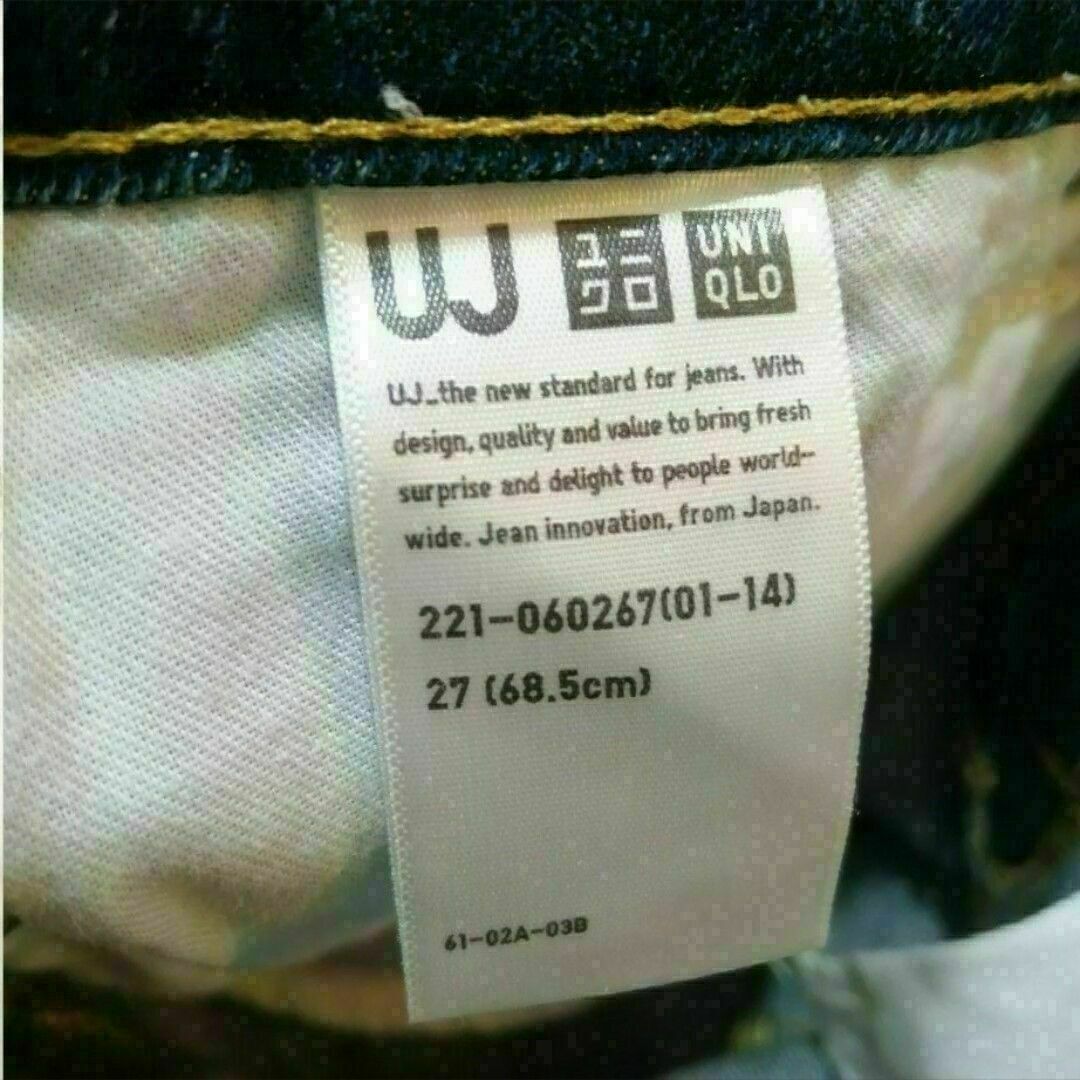 UJ ユニクロ UNIQLO
UJ_the new standard for jeans. With
design, quality and value to bring fresh
surprise and delight to people world-
wide. Jean innovation, from Japan.
221-060267(01-14)
27 (68.5cm)
61-02A-03B